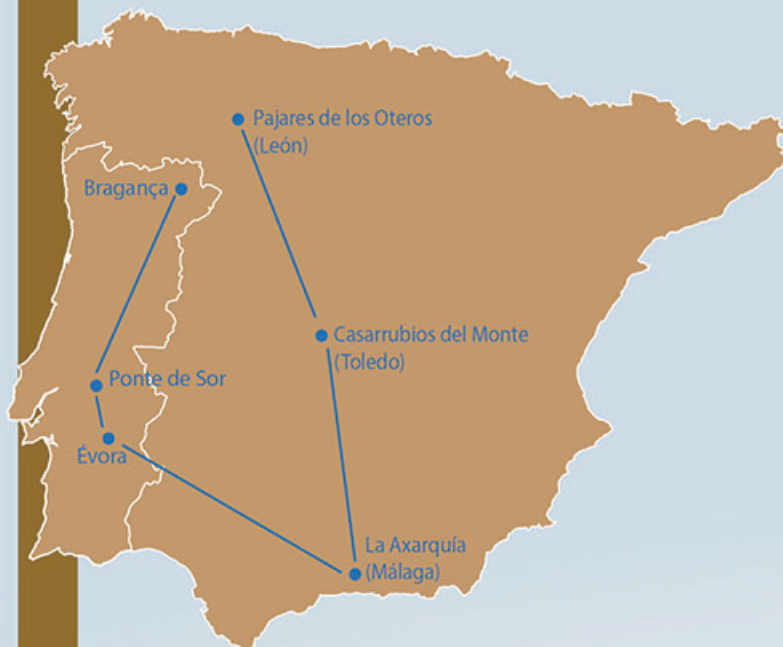 Pajares de los Oteros
(León)
Bragança
Casarrubios del Monte
(Toledo)
Ponte de Sor
Évora
La Axarquía
(Málaga)